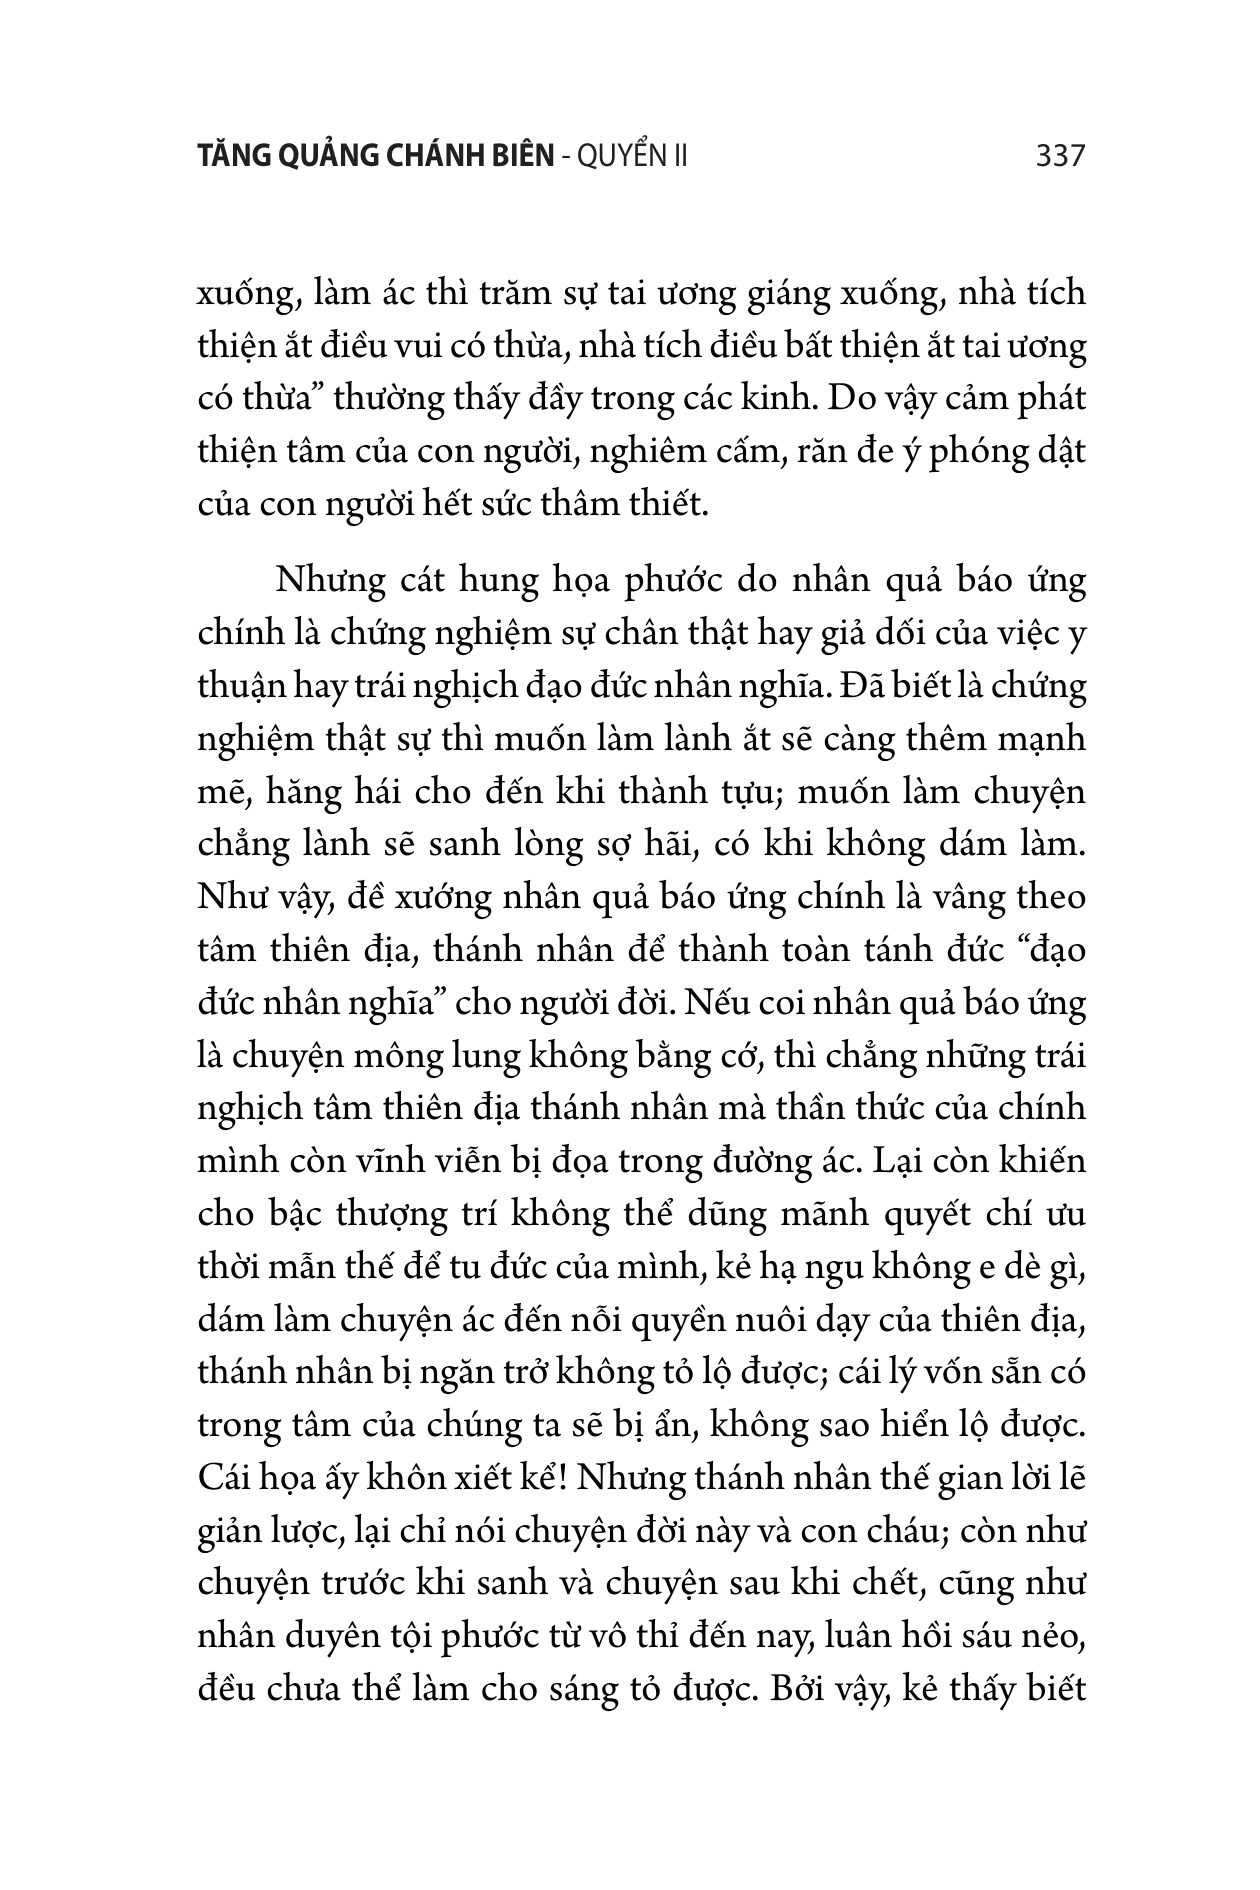 TĂNG QUẢNG CHÁNH BIÊN - QUYỂN II 337
xuống, làm ác thì trăm sự tai ương giáng xuống, nhà tích
thiện ắt điều vui có thừa, nhà tích điều bất thiện ắt tai ương
có thừa” thường thấy đầy trong các kinh. Do vậy cảm phát
thiện tâm của con người, nghiêm cấm, răn đe ý phóng dật
của con người hết sức thâm thiết.
Nhưng cát hung họa phước do nhân quả báo ứng
chính là chứng nghiệm sự chân thật hay giả dối của việc y
thuận hay trái nghịch đạo đức nhân nghĩa. Đã biết là chứng
nghiệm thật sự thì muốn làm lành ắt sẽ càng thêm mạnh
mẽ, hăng hái cho đến khi thành tựu; muốn làm chuyện
chẳng lành sẽ sanh lòng sợ hãi, có khi không dám làm.
Như vậy, đề xướng nhân quả báo ứng chính là vâng theo
tâm thiên địa, thánh nhân để thành toàn tánh đức “đạo
đức nhân nghĩa” cho người đời. Nếu coi nhân quả báo ứng
là chuyện mông lung không bằng cớ, thì chẳng những trái
nghịch tâm thiên địa thánh nhân mà thần thức của chính
mình còn vĩnh viễn bị đọa trong đường ác. Lại còn khiến
cho bậc thượng trí không thể dũng mãnh quyết chí ưu
thời mẫn thế để tu đức của mình, kẻ hạ ngu không e dè gì,
dám làm chuyện ác đến nỗi quyền nuôi dạy của thiên địa,
thánh nhân bị ngăn trở không tỏ lộ được; cái lý vốn sẵn có
trong tâm của chúng ta sẽ bị ẩn, không sao hiển lộ được.
Cái họa ấy khôn xiết kể! Nhưng thánh nhân thế gian lời lẽ
giản lược, lại chỉ nói chuyện đời này và con cháu; còn như
chuyện trước khi sanh và chuyện sau khi chết, cũng như
nhân duyên tội phước từ vô thỉ đến nay, luân hồi sáu nẻo,
đều chưa thể làm cho sáng tỏ được. Bởi vậy, kẻ thấy biết